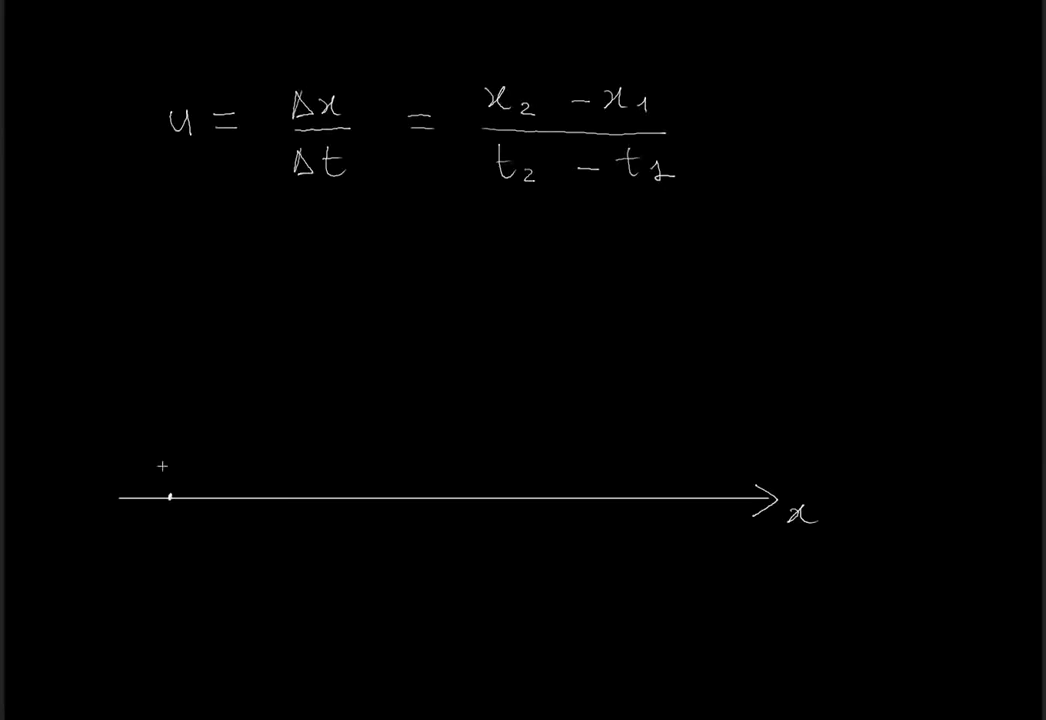 u = Δx/Δt = x₂ - x₁/t₂ - t₁
x